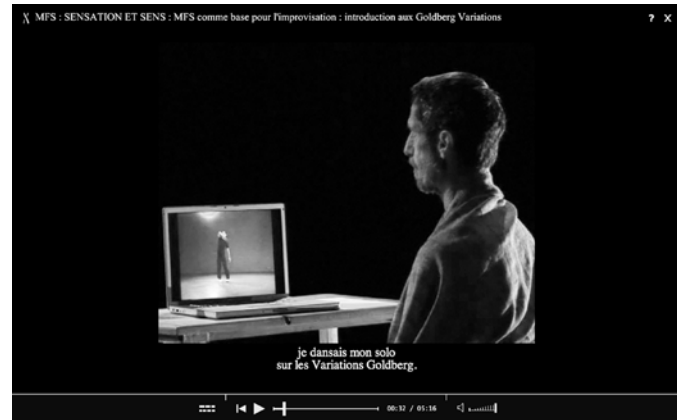 MFS : SENSATION ET SENS : MFS comme base pour l'improvisation : introduction aux Goldberg Variations
? X
je dansais mon solo
sur les Variations Goldberg.
00:32 / 05:16